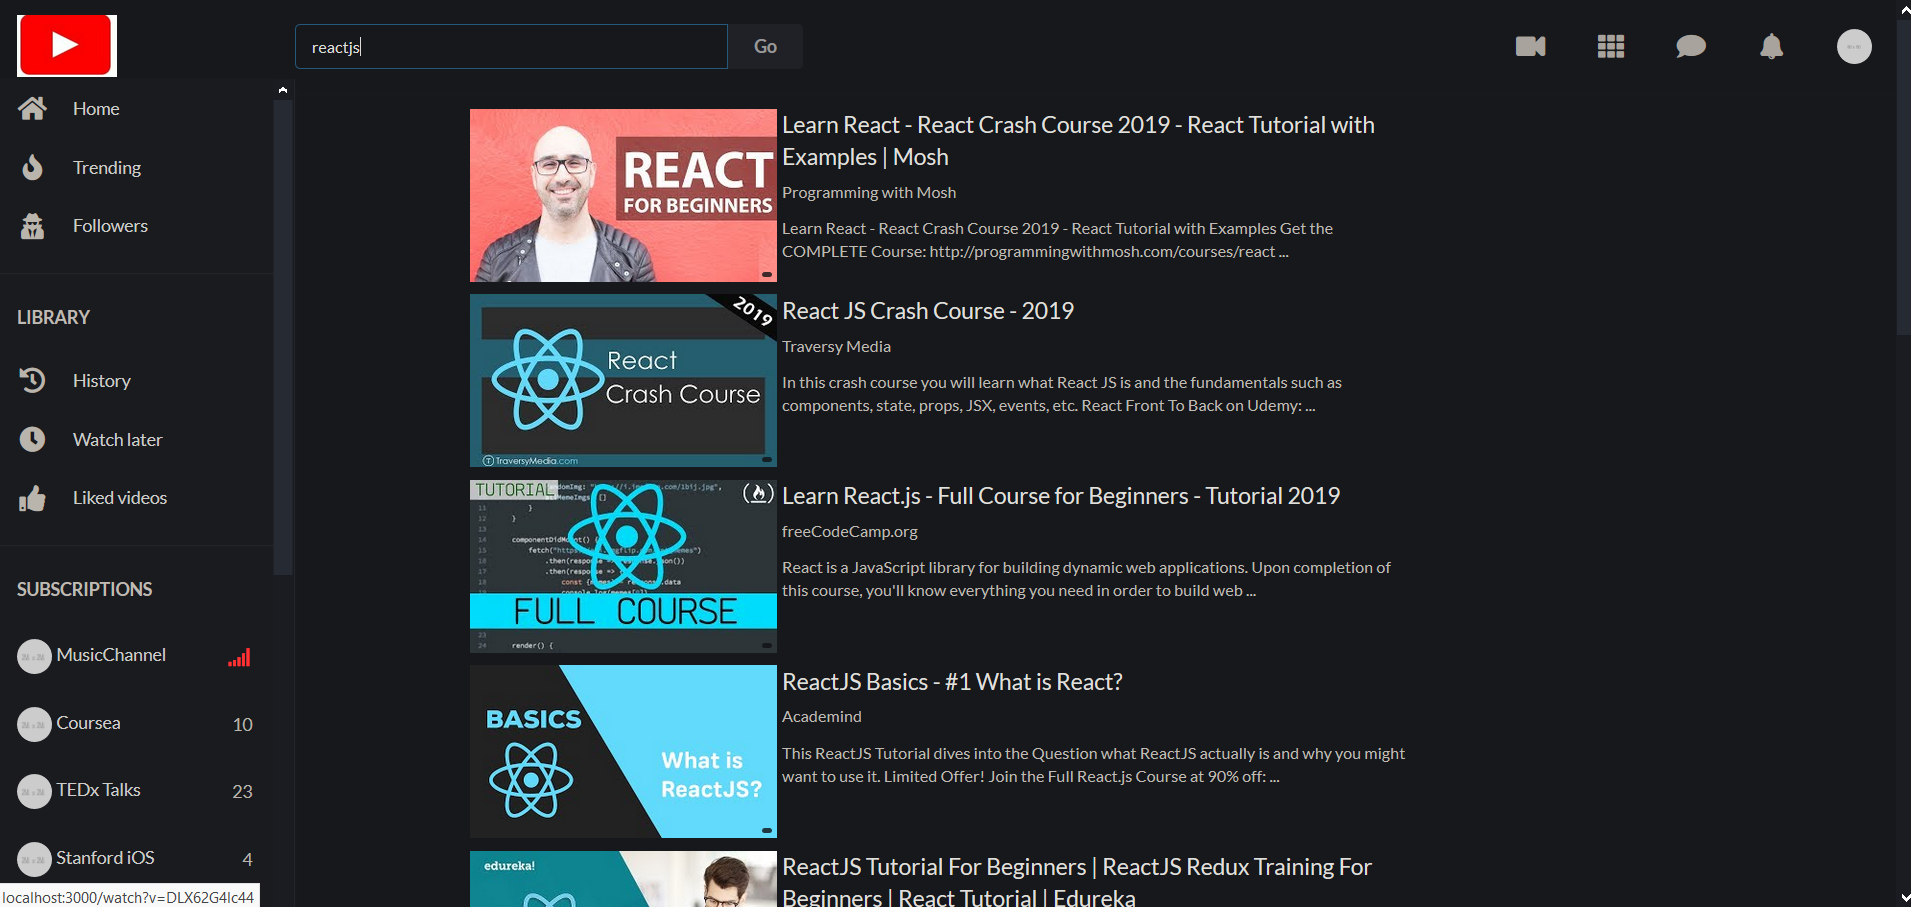 reactjs
Go
Home
Trending
Followers
LIBRARY
History
Watch later
Liked videos
SUBSCRIPTIONS
MusicChannel
Coursea 10
TEDx Talks 23
Stanford iOS 4
localhost:3000/watch?v=DLX62G4lc44
REACT
FOR BEGINNERS
Learn React - React Crash Course 2019 - React Tutorial with
Examples | Mosh
Programming with Mosh
Learn React - React Crash Course 2019 - React Tutorial with Examples Get the
COMPLETE Course: http://programmingwithmosh.com/courses/react ...
2019
React
Crash Course
TraversyMedia.com
React JS Crash Course - 2019
Traversy Media
In this crash course you will learn what React JS is and the fundamentals such as
components, state, props, JSX, events, etc. React Front To Back on Udemy: ...
TUTORIAL
FULL COURSE
render() {
Learn React.js - Full Course for Beginners - Tutorial 2019
freeCodeCamp.org
React is a JavaScript library for building dynamic web applications. Upon completion of
this course, you'll know everything you need in order to build web ...
BASICS
What is
ReactJS?
ReactJS Basics - #1 What is React?
Academind
This ReactJS Tutorial dives into the Question what ReactJS actually is and why you might
want to use it. Limited Offer! Join the Full React.js Course at 90% off: ...
edureka!
ReactJS Tutorial For Beginners | ReactJS Redux Training For
Beginners | React Tutorial | Edureka